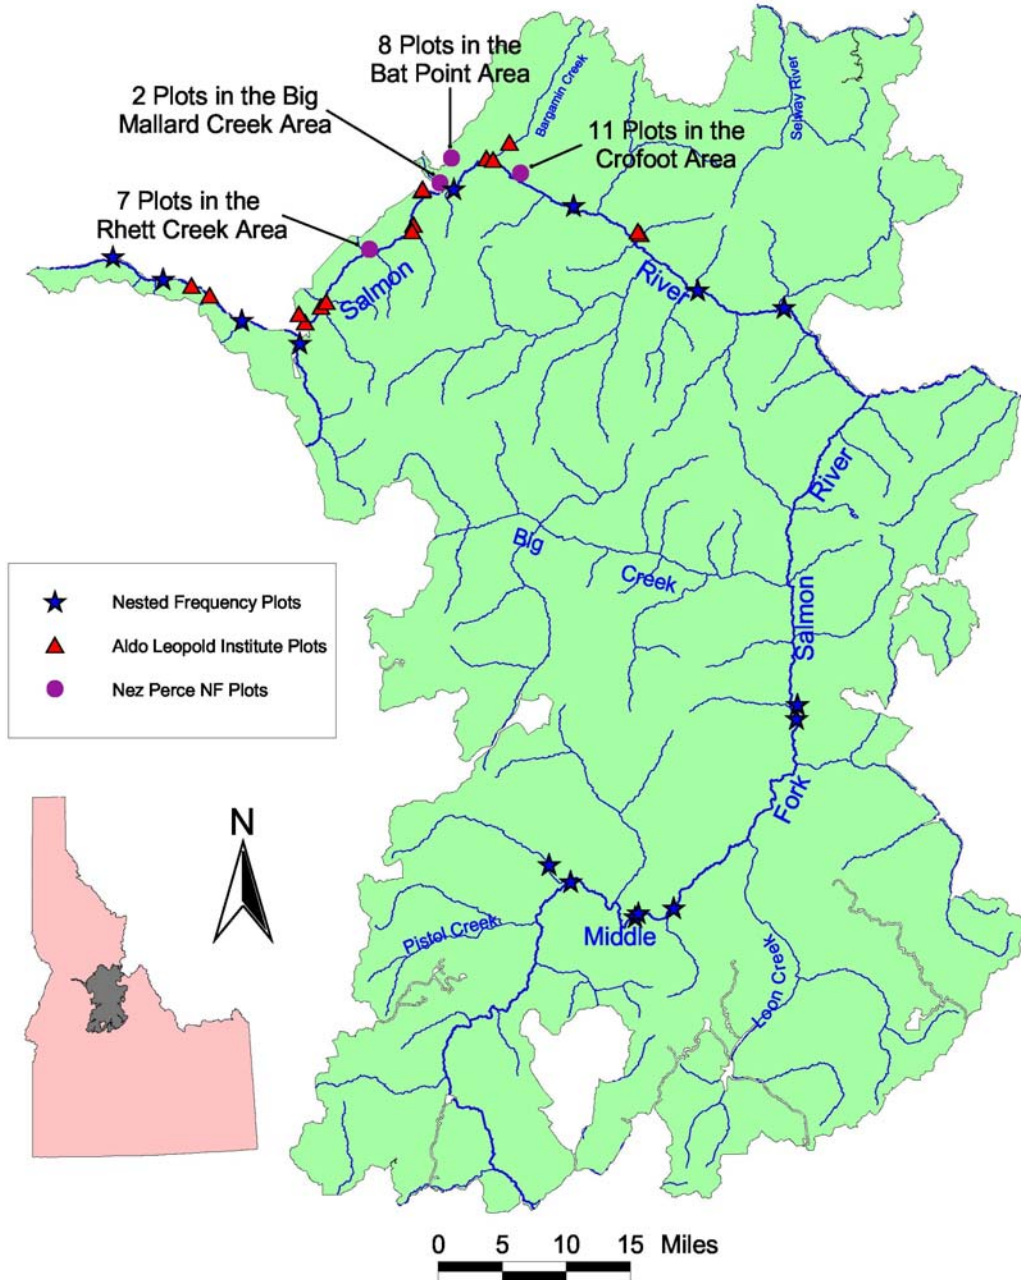 8 Plots in the
Bat Point Area
2 Plots in the Big
Mallard Creek Area
11 Plots in the
Crofoot Area
7 Plots in the
Rhett Creek Area
Bargamin Creek
Selway River
Salmon
River
River
Big
Creek
Salmon
Fork
Middle
Pistol Creek
Loon Creek
Nested Frequency Plots
Aldo Leopold Institute Plots
Nez Perce NF Plots
N
0 5 10 15 Miles